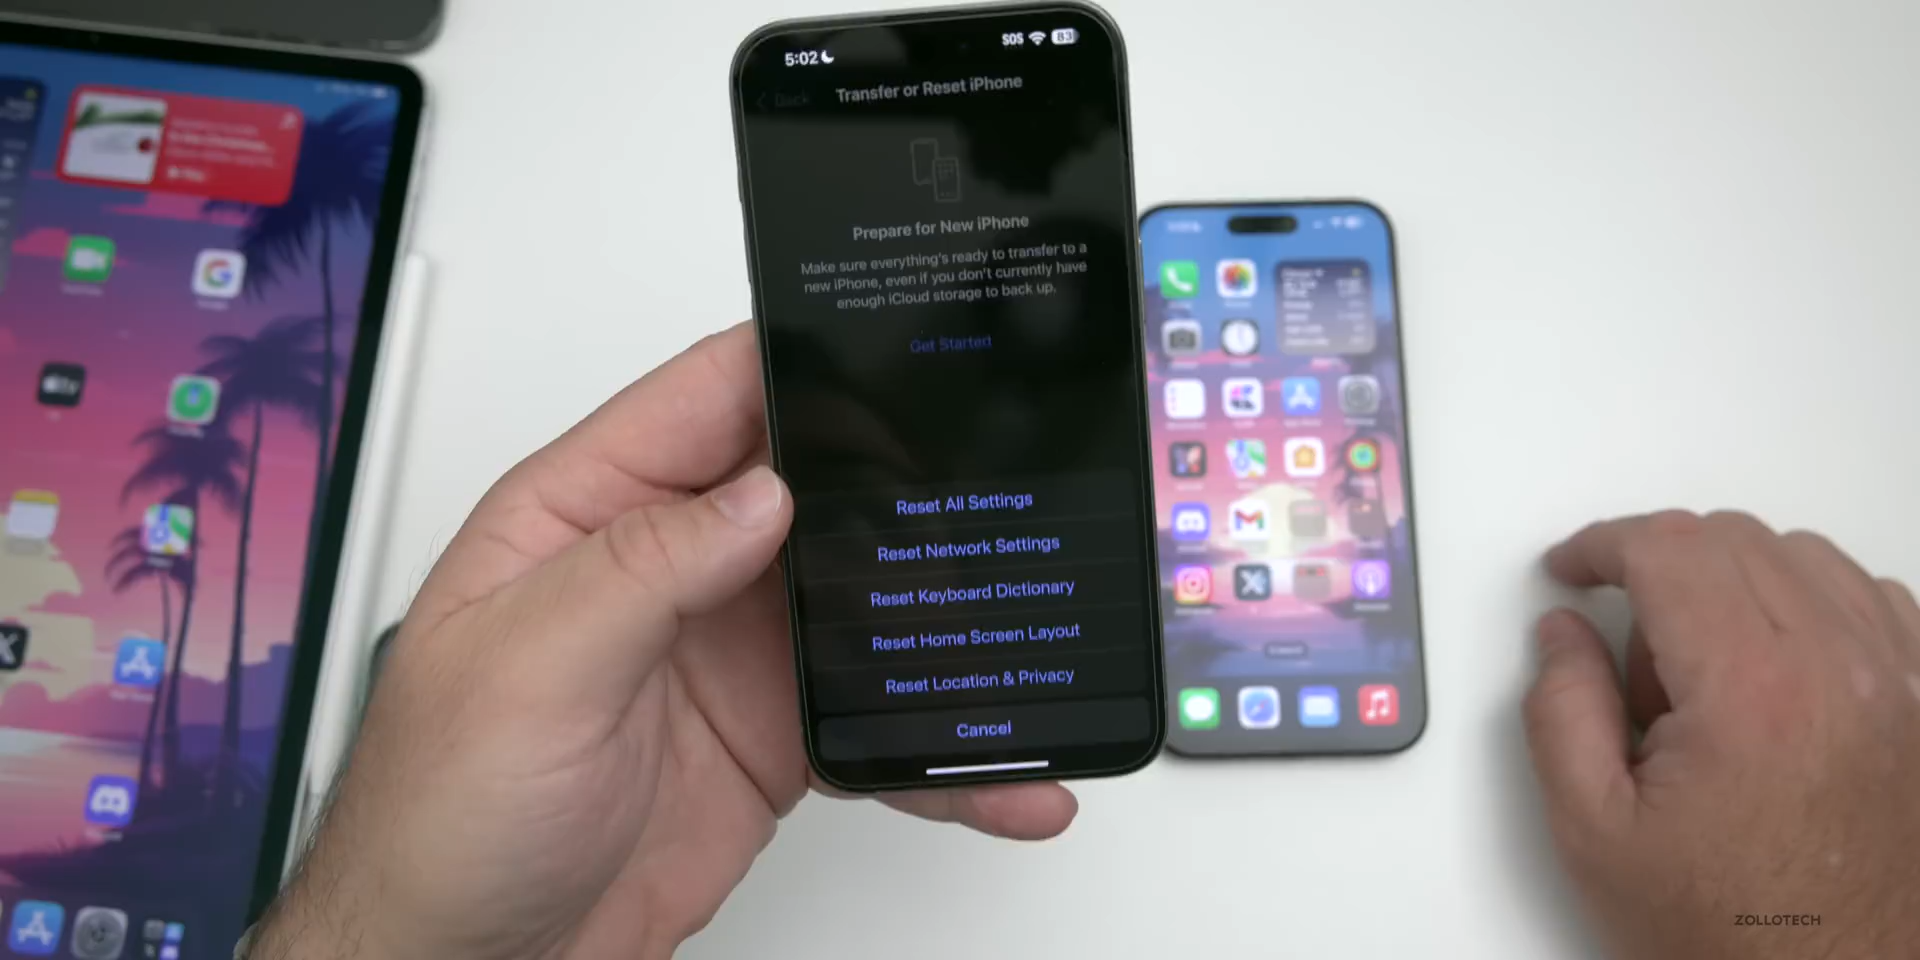 5:02
SOS
83
Back
Transfer or Reset iPhone
Prepare for New iPhone
Make sure everything's ready to transfer to a
new iPhone, even if you don't currently have
enough iCloud storage to back up.
Get Started
Reset All Settings
Reset Network Settings
Reset Keyboard Dictionary
Reset Home Screen Layout
Reset Location & Privacy
Cancel
ZOLLOTECH